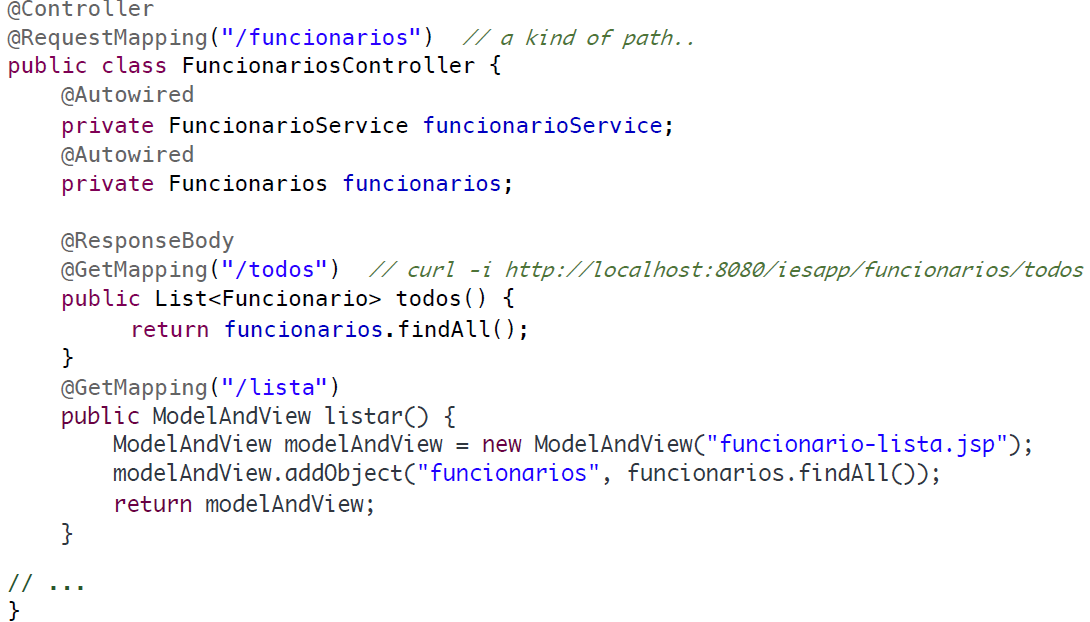 @Controller
@RequestMapping("/funcionarios")  // a kind of path..
public class FuncionariosController {
    @Autowired
    private FuncionarioService funcionarioService;
    @Autowired
    private Funcionarios funcionarios;

    @ResponseBody
    @GetMapping("/todos")  // curl -i http://localhost:8080/iesapp/funcionarios/todos
    public List<Funcionario> todos() {
         return funcionarios.findAll();
    }
    @GetMapping("/lista")
    public ModelAndView listar() {
        ModelAndView modelAndView = new ModelAndView("funcionario-lista.jsp");
        modelAndView.addObject("funcionarios", funcionarios.findAll());
        return modelAndView;
    }

// ...
}